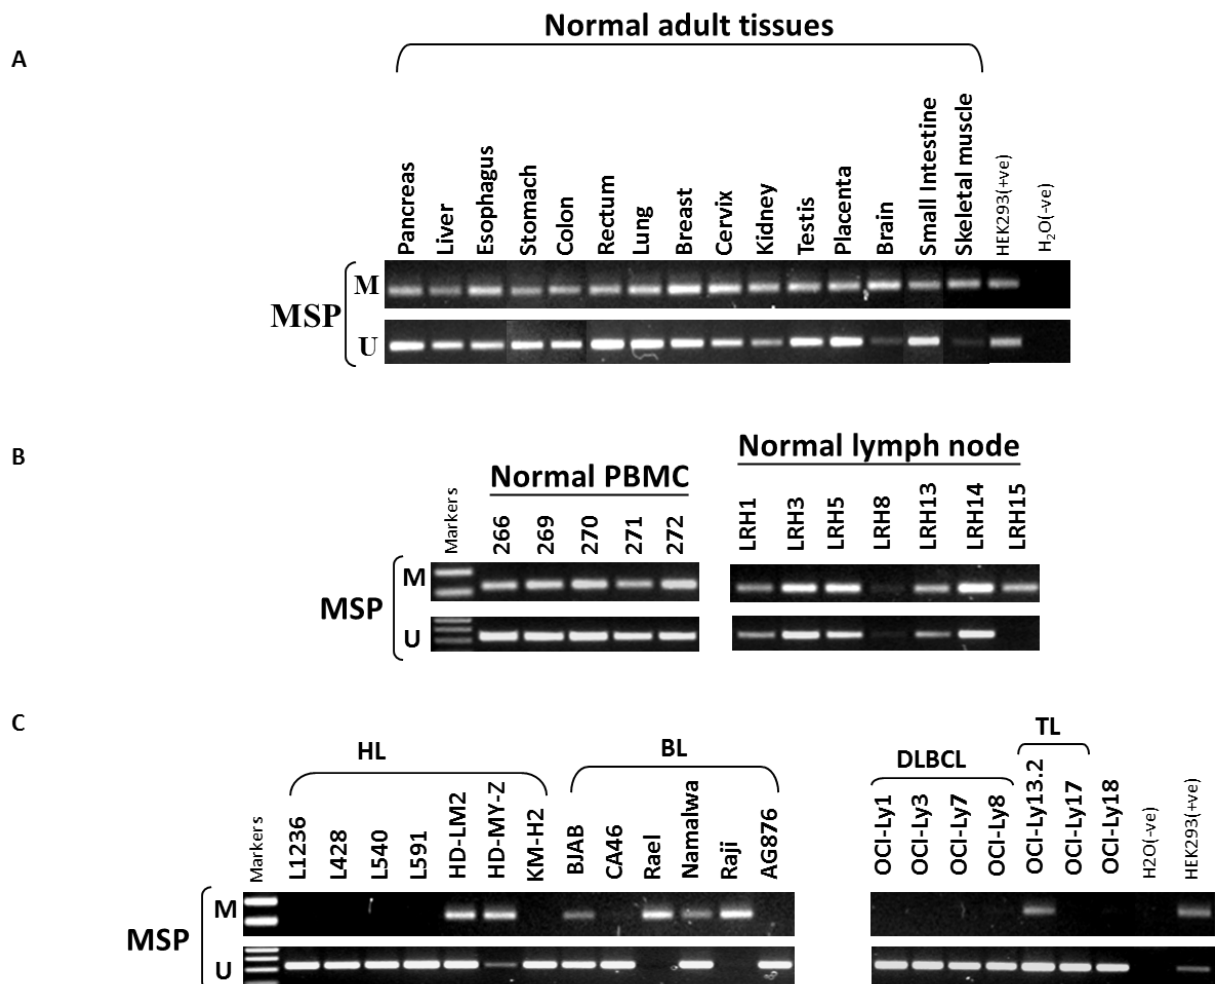 Normal adult tissues
A
Pancreas
Liver
Esophagus
Stomach
Colon
Rectum
Lung
Breast
Cervix
Kidney
Testis
Placenta
Brain
Small Intestine
Skeletal muscle
HEK293(+ve)
H₂O(-ve)
MSP
M
U
B
Normal PBMC
Normal lymph node
Markers
266
269
270
271
272
LRH1
LRH3
LRH5
LRH8
LRH13
LRH14
LRH15
MSP
M
U
C
HL
BL
DLBCL
TL
Markers
L1236
L428
L540
L591
HD-LM2
HD-MY-Z
KM-H2
BJAB
CA46
Rael
Namalwa
Raji
AG876
OCI-Ly1
OCI-Ly3
OCI-Ly7
OCI-Ly8
OCI-Ly13.2
OCI-Ly17
OCI-Ly18
H2O(-ve)
HEK293(+ve)
MSP
M
U